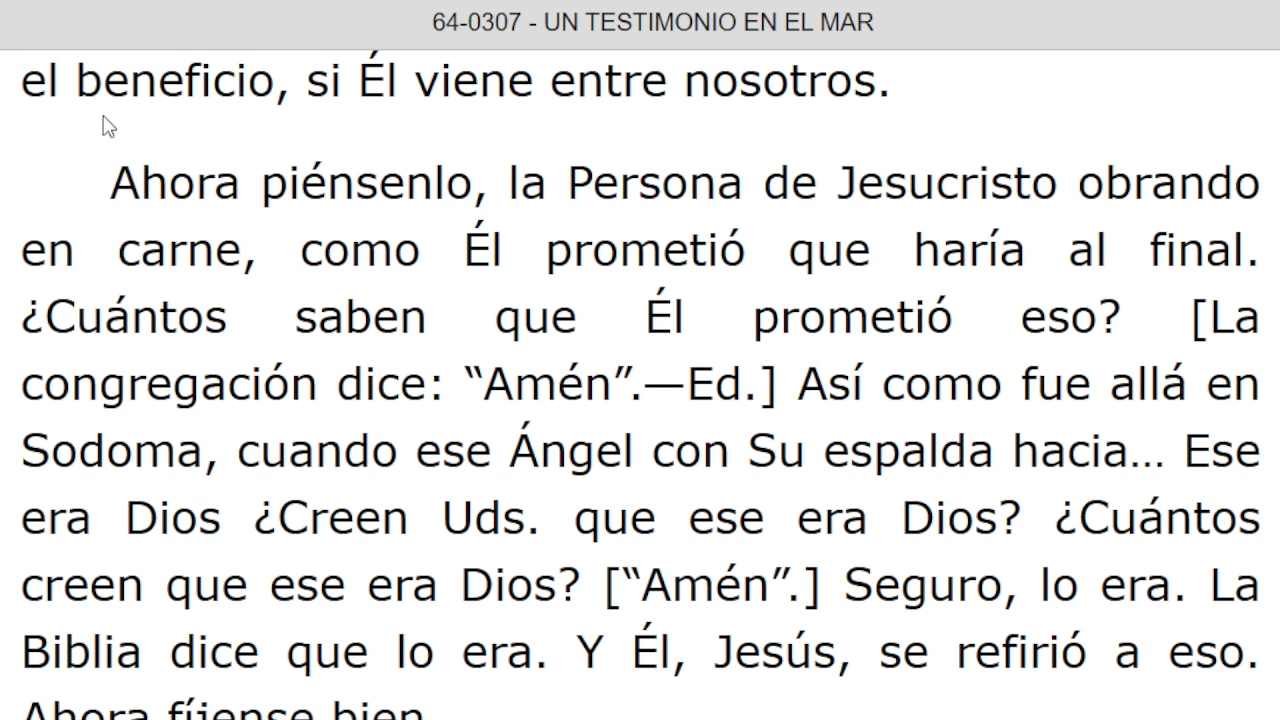 64-0307 - UN TESTIMONIO EN EL MAR
el beneficio, si Él viene entre nosotros.
Ahora piénsenlo, la Persona de Jesucristo obrando
en carne, como Él prometió que haría al final.
¿Cuántos saben que Él prometió eso? [La
congregación dice: “Amén”.—Ed.] Así como fue allá en
Sodoma, cuando ese Ángel con Su espalda hacia... Ese
era Dios ¿Creen Uds. que ese era Dios? ¿Cuántos
creen que ese era Dios? [“Amén”.] Seguro, lo era. La
Biblia dice que lo era. Y Él, Jesús, se refirió a eso.
Ahora fíjense bien